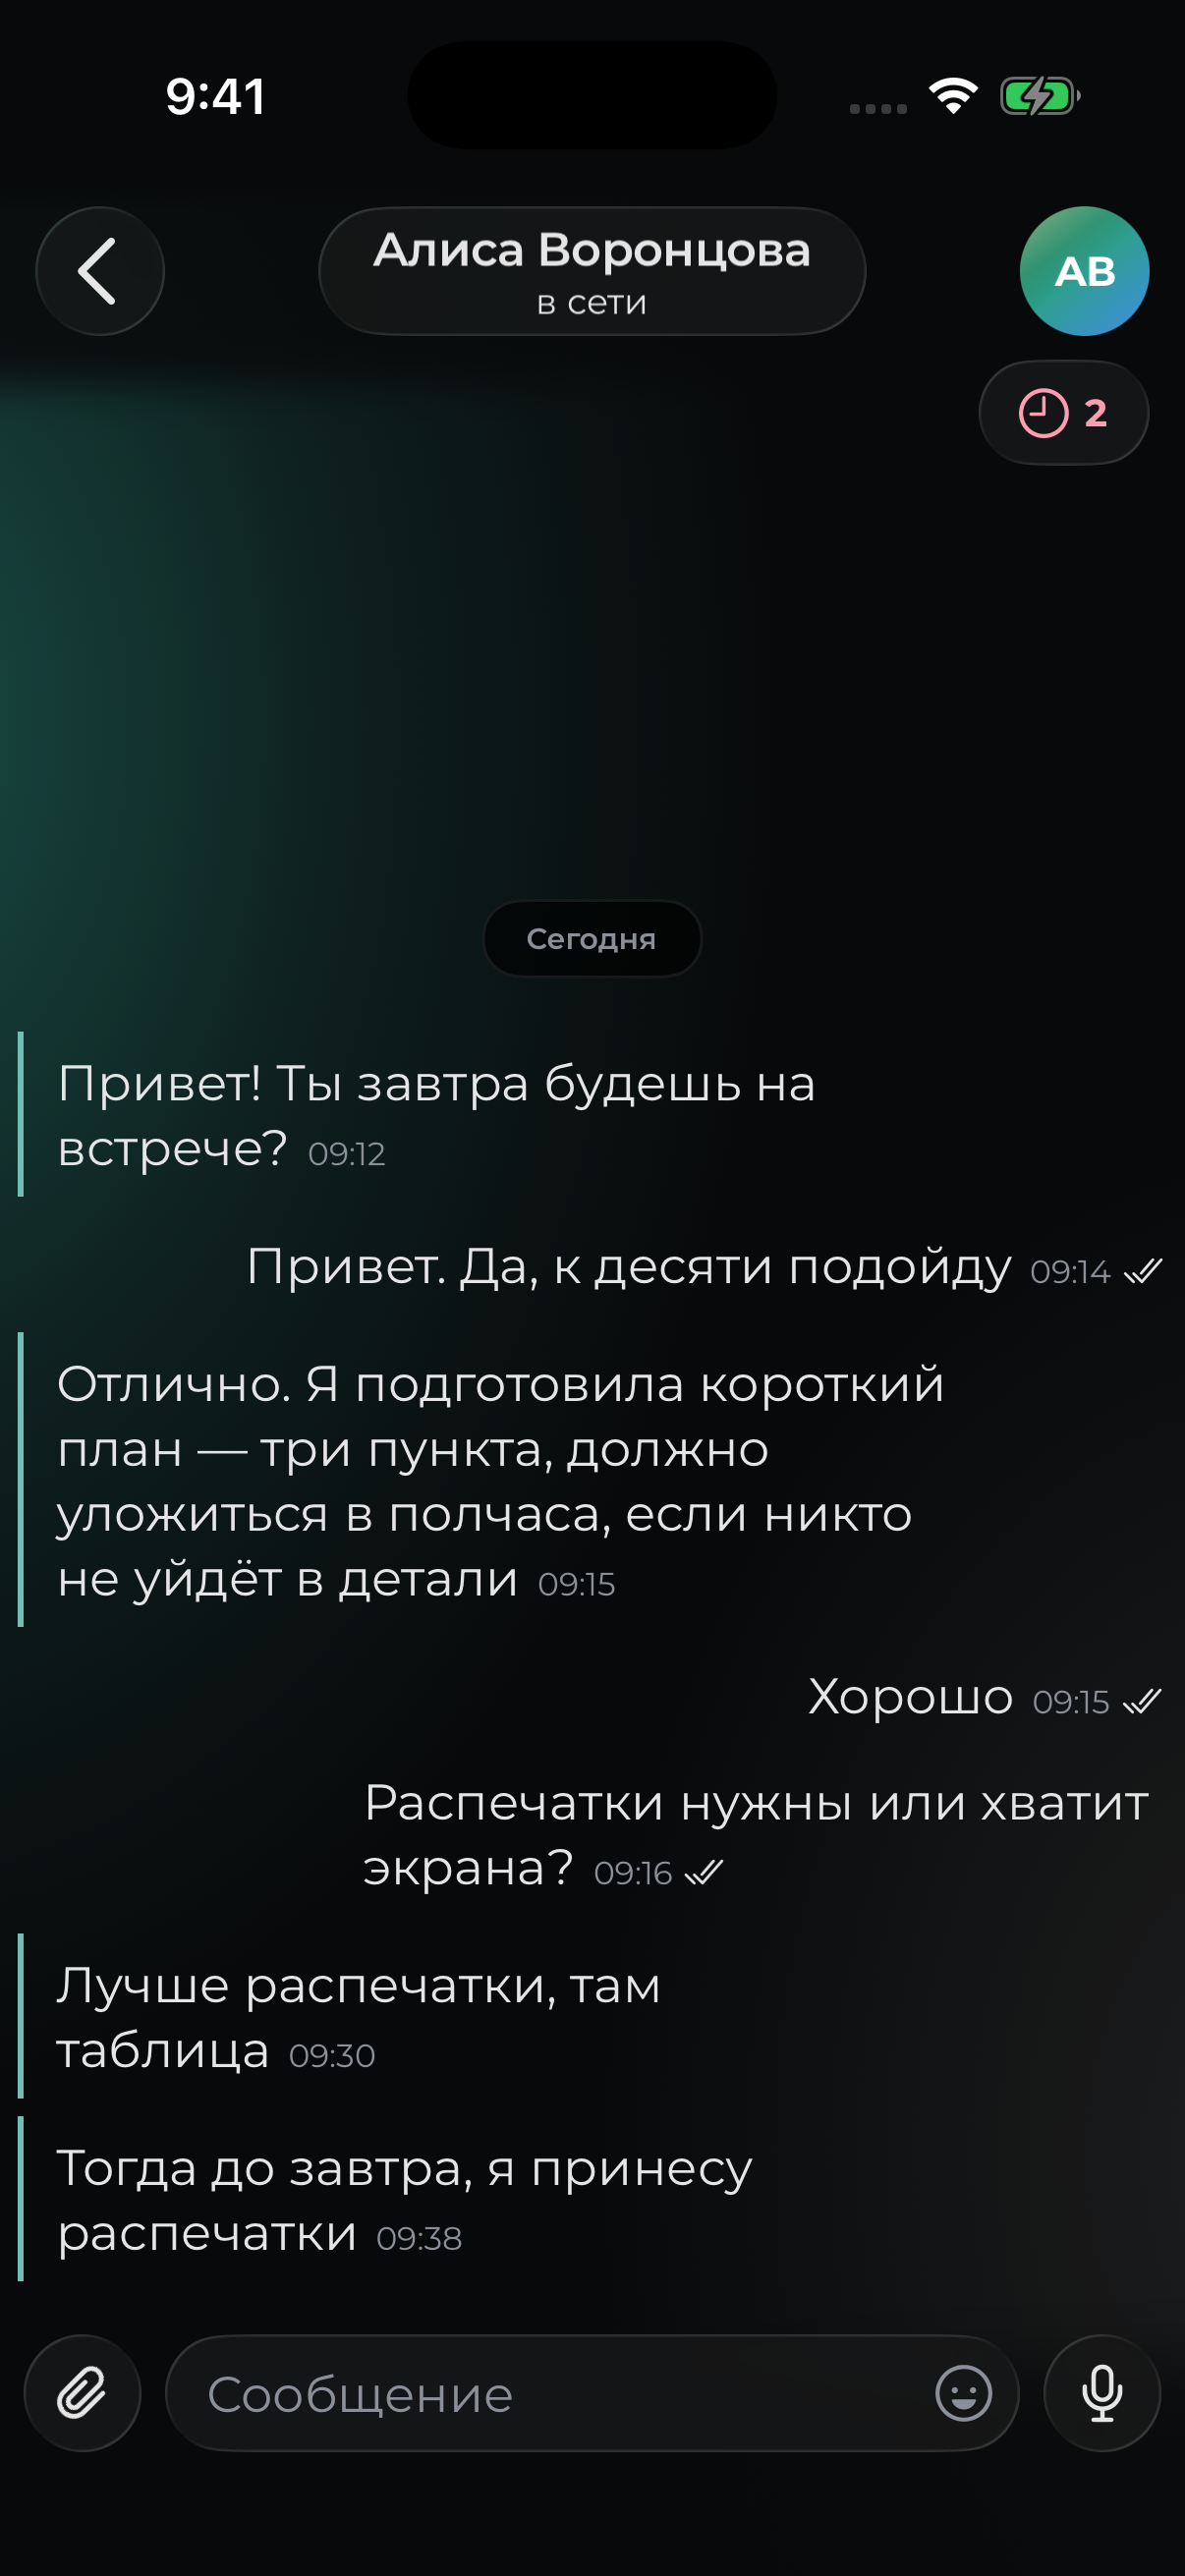 9:41
Алиса Воронцова
в сети
АВ
2
Сегодня
Привет! Ты завтра будешь на
встрече? 09:12
Привет. Да, к десяти подойду 09:14
Отлично. Я подготовила короткий
план — три пункта, должно
уложиться в полчаса, если никто
не уйдёт в детали 09:15
Хорошо 09:15
Распечатки нужны или хватит
экрана? 09:16
Лучше распечатки, там
таблица 09:30
Тогда до завтра, я принесу
распечатки 09:38
Сообщение